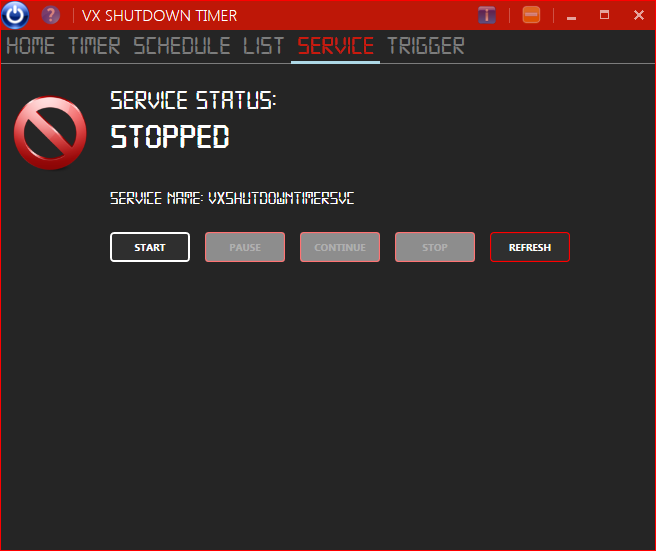 VX SHUTDOWN TIMER
HOME TIMER SCHEDULE LIST SERVICE TRIGGER
SERVICE STATUS:
STOPPED
SERVICE NAME: VXSHUTDOWNTIMERSVC
START PAUSE CONTINUE STOP REFRESH